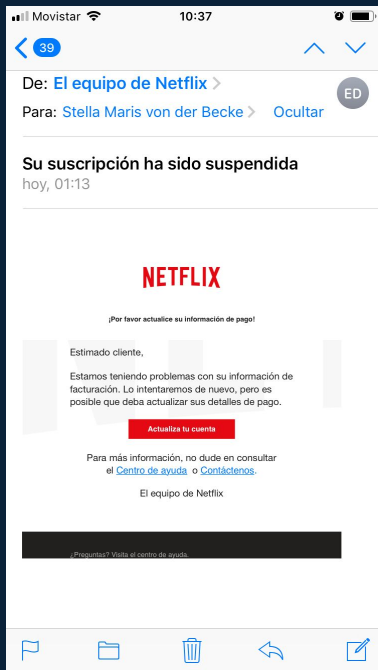 Movistar 10:37
39
De: El equipo de Netflix
ED
Para: Stella Maris von der Becke Ocultar
Su suscripción ha sido suspendida
hoy, 01:13
NETFLIX
¡Por favor actualice su información de pago!
Estimado cliente,
Estamos teniendo problemas con su información de
facturación. Lo intentaremos de nuevo, pero es
posible que deba actualizar sus detalles de pago.
Actualiza tu cuenta
Para más información, no dude en consultar
el Centro de ayuda o Contáctenos.
El equipo de Netflix
¿Preguntas? Visita el centro de ayuda.